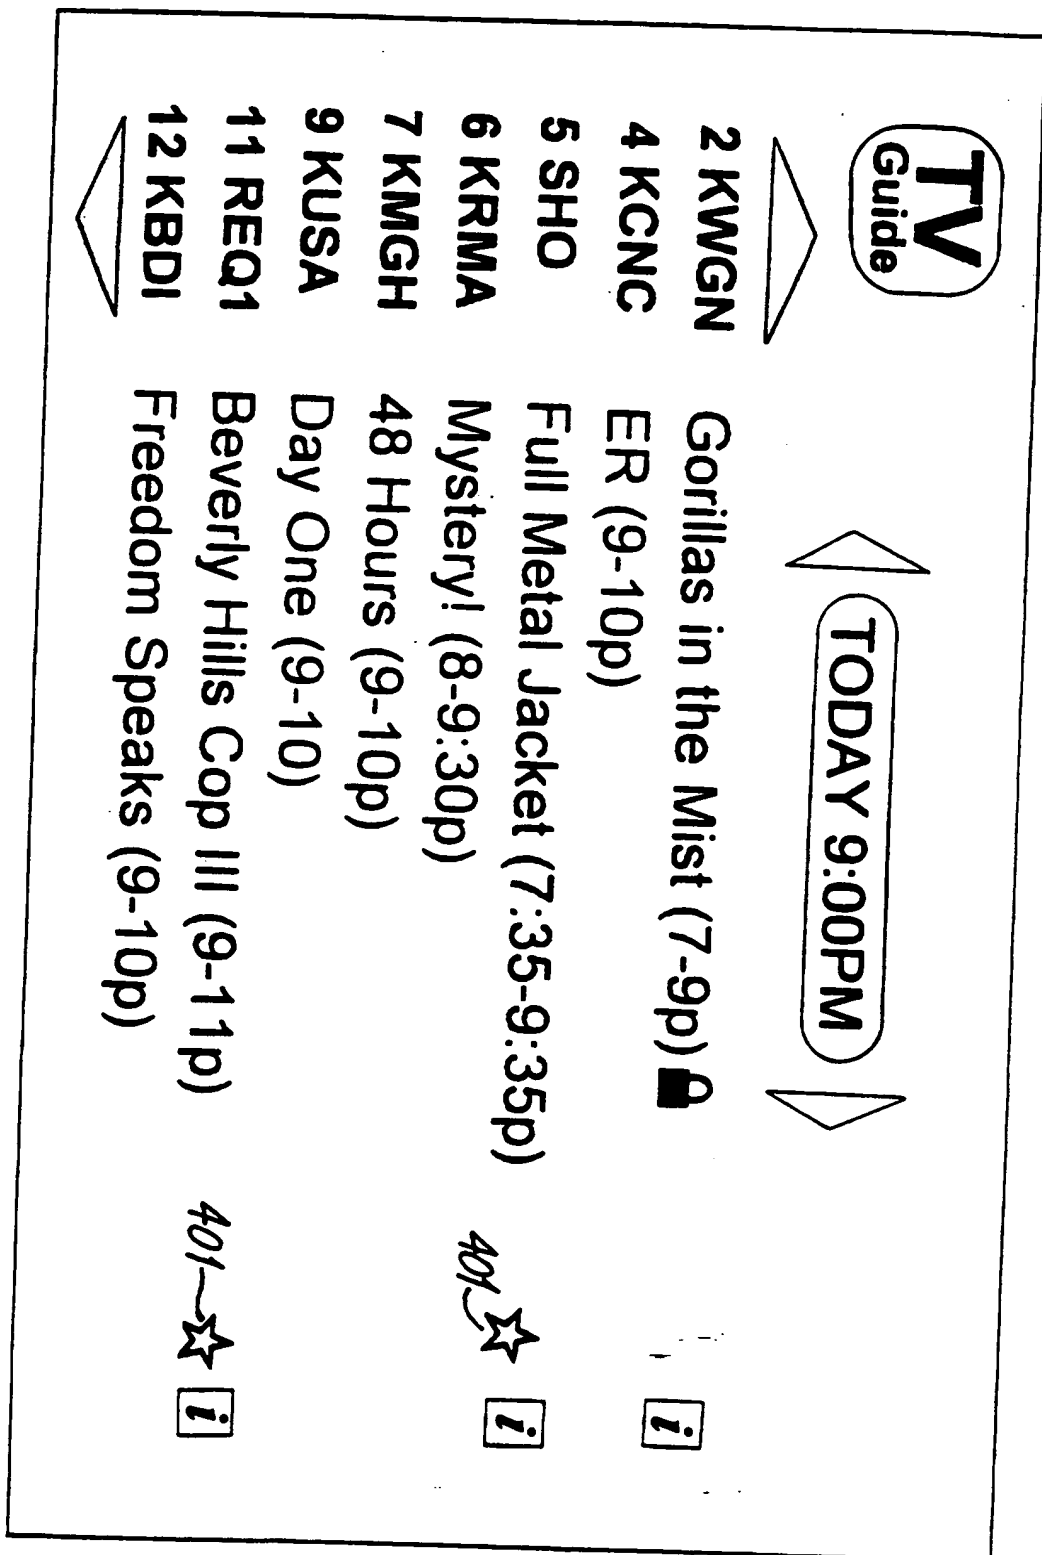 TV
Guide
TODAY 9:00PM
2 KWGN Gorillas in the Mist (7-9p) i
4 KCNC ER (9-10p)
5 SHO Full Metal Jacket (7:35-9:35p) 401 i
6 KRMA Mystery! (8-9:30p)
7 KMGH 48 Hours (9-10p)
9 KUSA Day One (9-10)
11 REQ1 Beverly Hills Cop III (9-11p) 401 i
12 KBDI Freedom Speaks (9-10p)